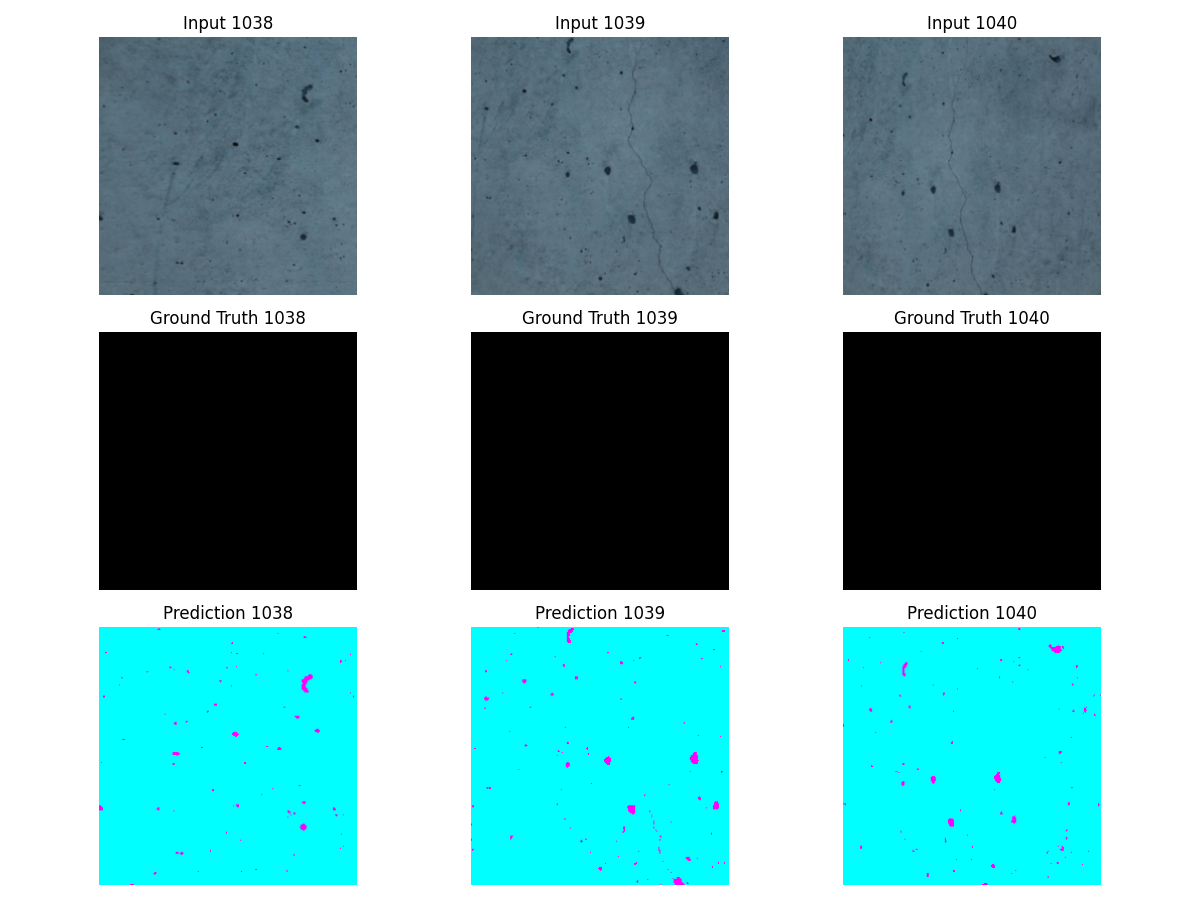 Input 1038
Input 1039
Input 1040
Ground Truth 1038
Ground Truth 1039
Ground Truth 1040
Prediction 1038
Prediction 1039
Prediction 1040